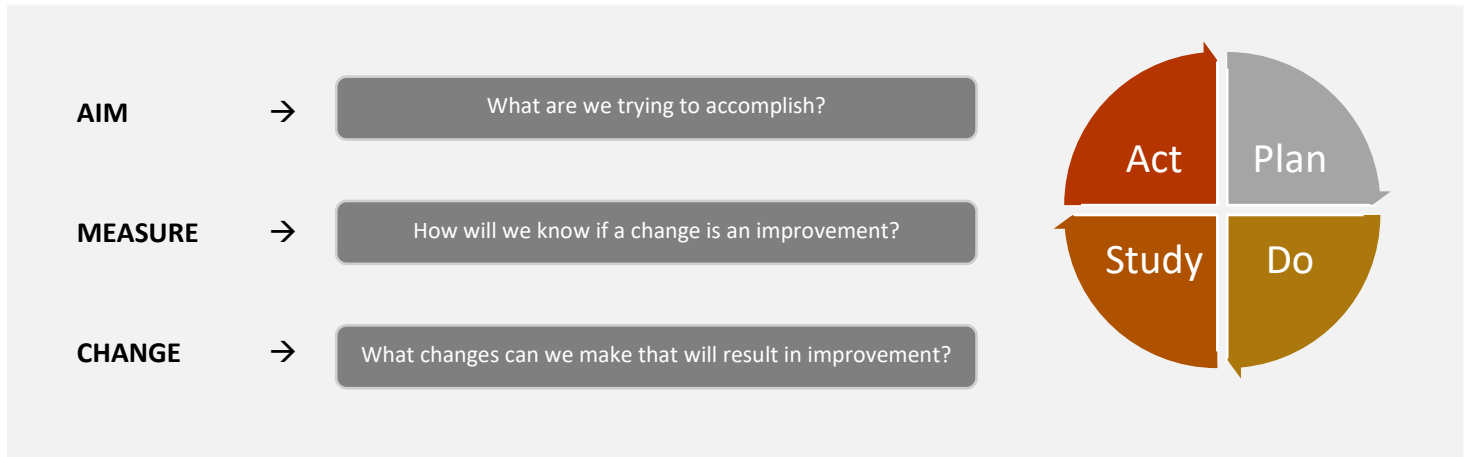 AIM → What are we trying to accomplish?
MEASURE → How will we know if a change is an improvement?
CHANGE → What changes can we make that will result in improvement?
Act Plan
Study Do